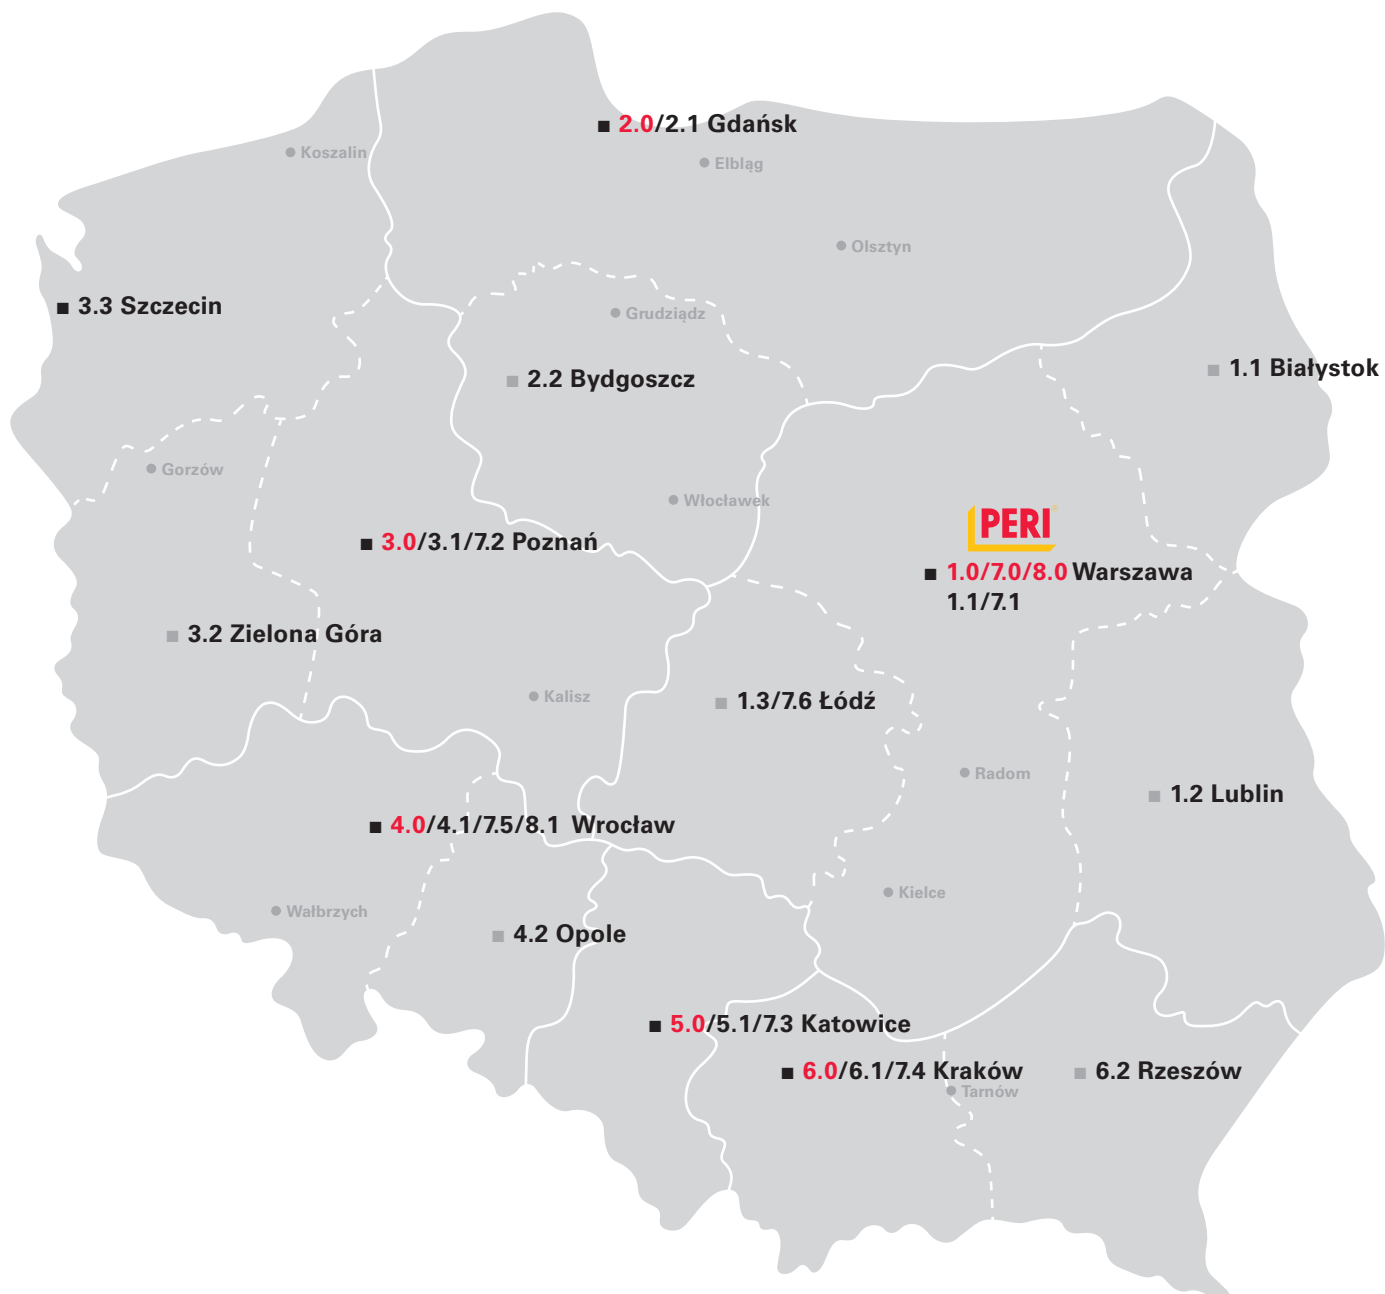 2.0/2.1 Gdańsk
Koszalin
Elbląg
Olsztyn
3.3 Szczecin
Grudziądz
1.1 Białystok
2.2 Bydgoszcz
Gorzów
Włocławek
PERI®
3.0/3.1/7.2 Poznań
1.0/7.0/8.0 Warszawa
1.1/7.1
3.2 Zielona Góra
Kalisz
1.3/7.6 Łódź
Radom
1.2 Lublin
4.0/4.1/7.5/8.1 Wrocław
Kielce
Wałbrzych
4.2 Opole
5.0/5.1/7.3 Katowice
6.0/6.1/7.4 Kraków
6.2 Rzeszów
Tarnów